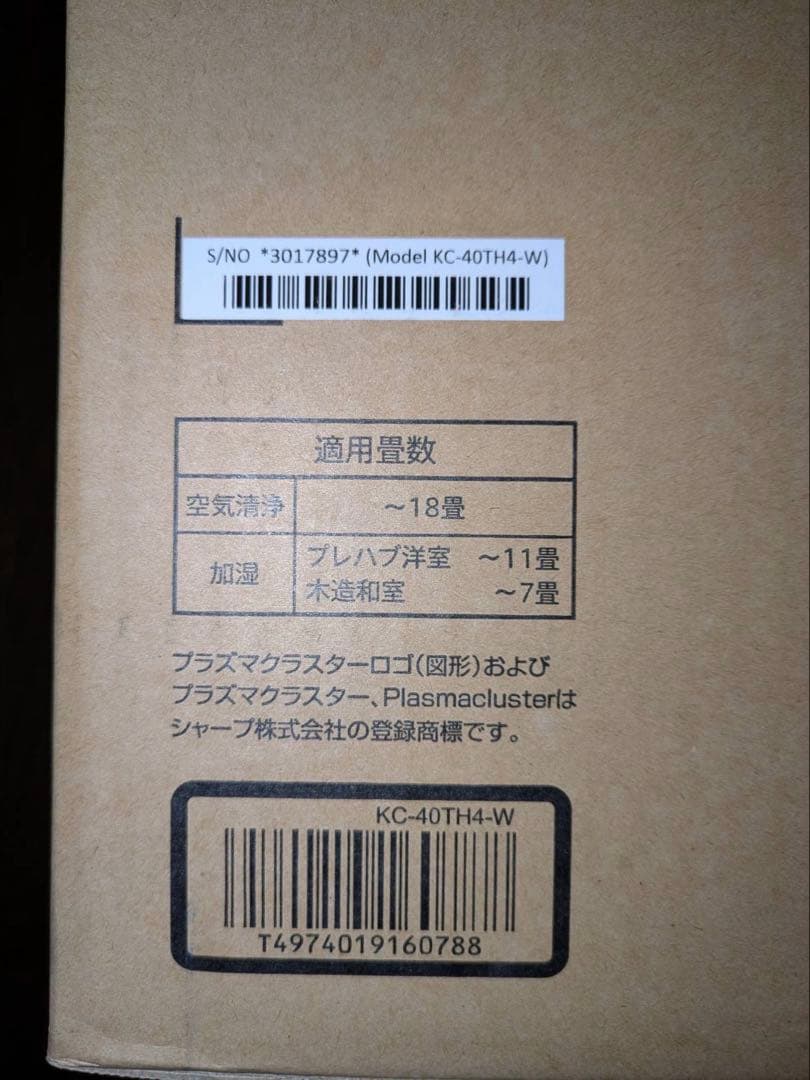 S/NO *3017897* (Model KC-40TH4-W)
適用畳数
空気清浄 ～18畳
加湿 プレハブ洋室 ～11畳
木造和室 ～7畳
プラズマクラスターロゴ(図形)および
プラズマクラスター、Plasmaclusterは
シャープ株式会社の登録商標です。
KC-40TH4-W
T4974019160788